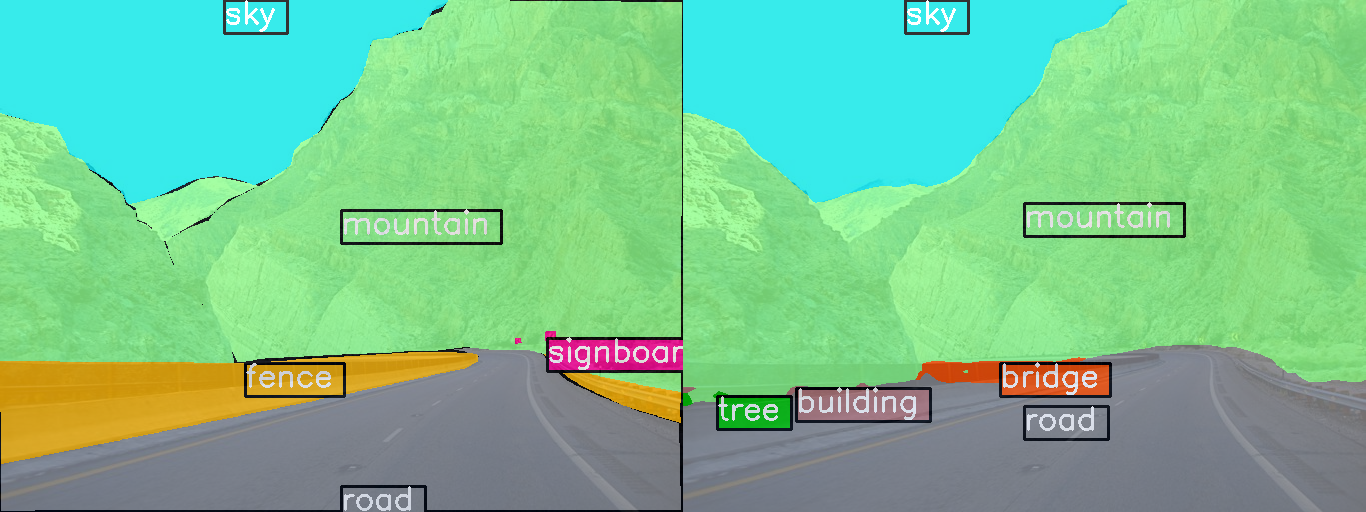 sky
mountain
signboar
fence
road
sky
mountain
bridge
building
tree
road